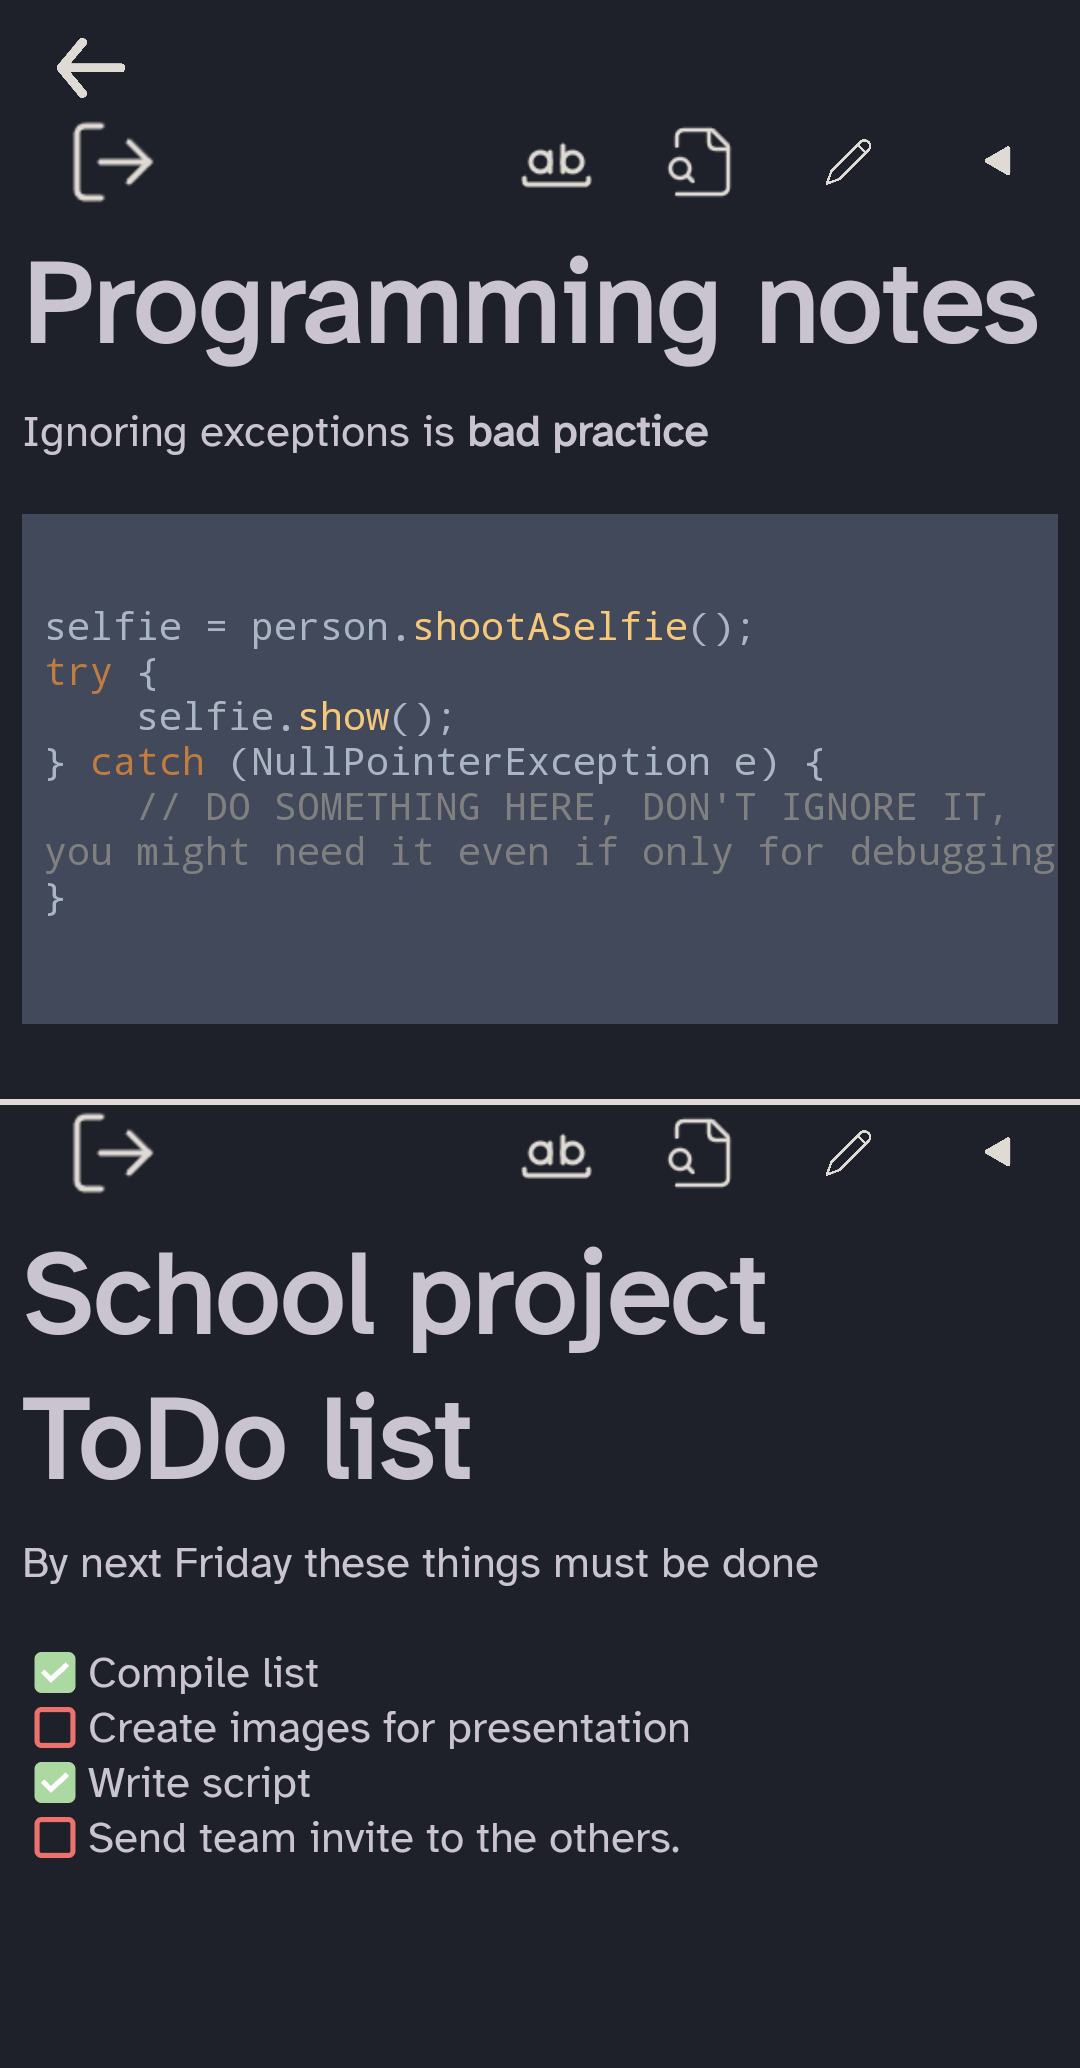 ab
Programming notes
Ignoring exceptions is bad practice
selfie = person.shootASelfie();
try {
    selfie.show();
} catch (NullPointerException e) {
    // DO SOMETHING HERE, DON'T IGNORE IT,
you might need it even if only for debugging
}
ab
School project
ToDo list
By next Friday these things must be done
Compile list
Create images for presentation
Write script
Send team invite to the others.